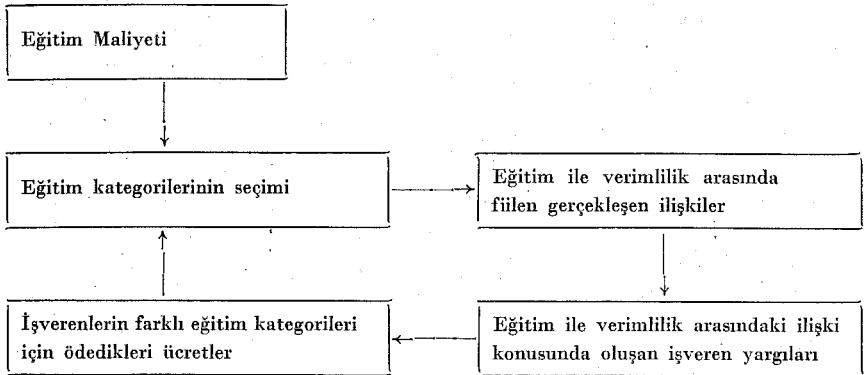 Eğitim Maliyeti
Eğitim kategorilerinin seçimi
Eğitim ile verimlilik arasında
fiilen gerçekleşen ilişkiler
İşverenlerin farklı eğitim kategorileri
için ödedikleri ücretler
Eğitim ile verimlilik arasındaki ilişki
konusunda oluşan işveren yargıları